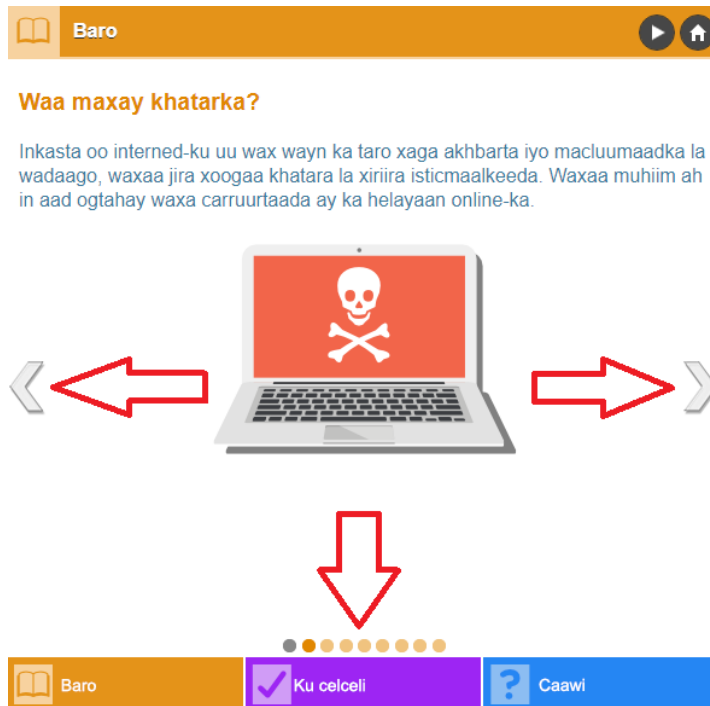 Baro
Waa maxay khatarka?
Inkasta oo interned-ku uu wax wayn ka taro xaga akhbarta iyo macluumaadka la
wadaago, waxaa jira xoogaa khatara la xiriira isticmaalkeeda. Waxaa muhiim ah
in aad ogtahay waxa carruurtaada ay ka helayaan online-ka.
Baro
Ku celceli
? Caawi